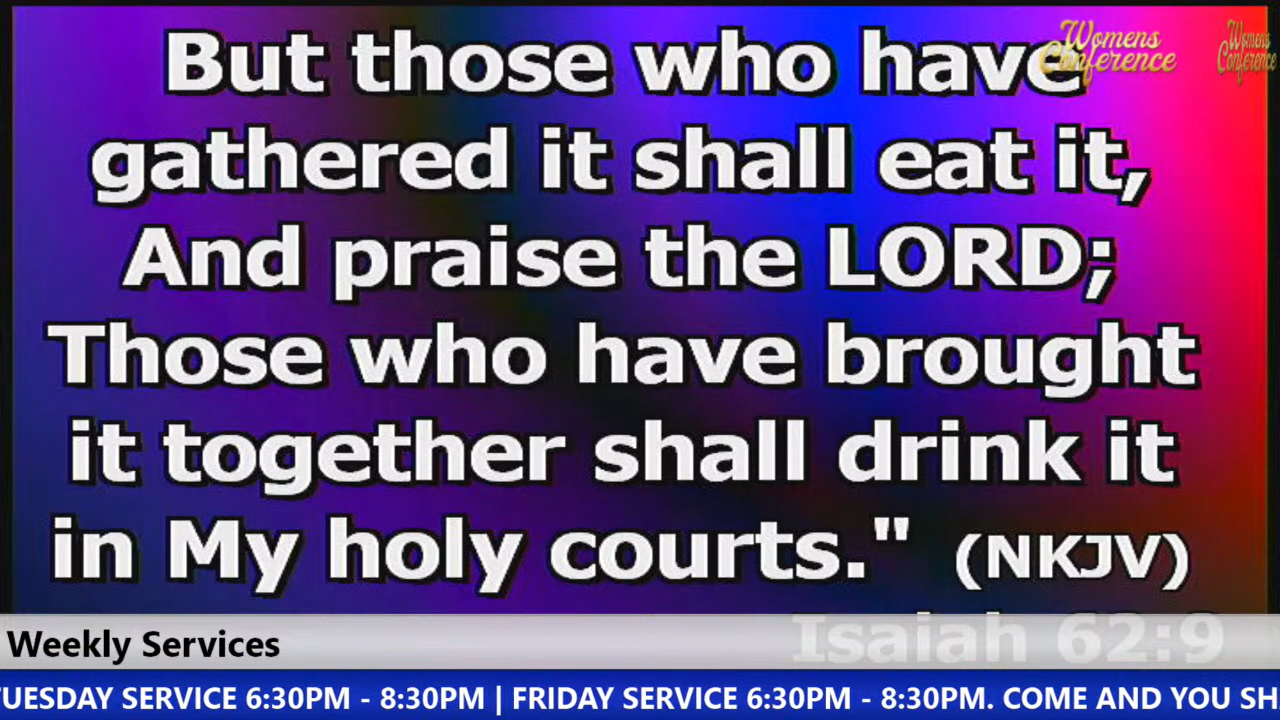 But those who have
gathered it shall eat it,
And praise the LORD;
Those who have brought
it together shall drink it
in My holy courts." (NKJV)
Isaiah 62:9
Womens
Conference
Womens
Conference
Weekly Services
TUESDAY SERVICE 6:30PM - 8:30PM | FRIDAY SERVICE 6:30PM - 8:30PM. COME AND YOU SH